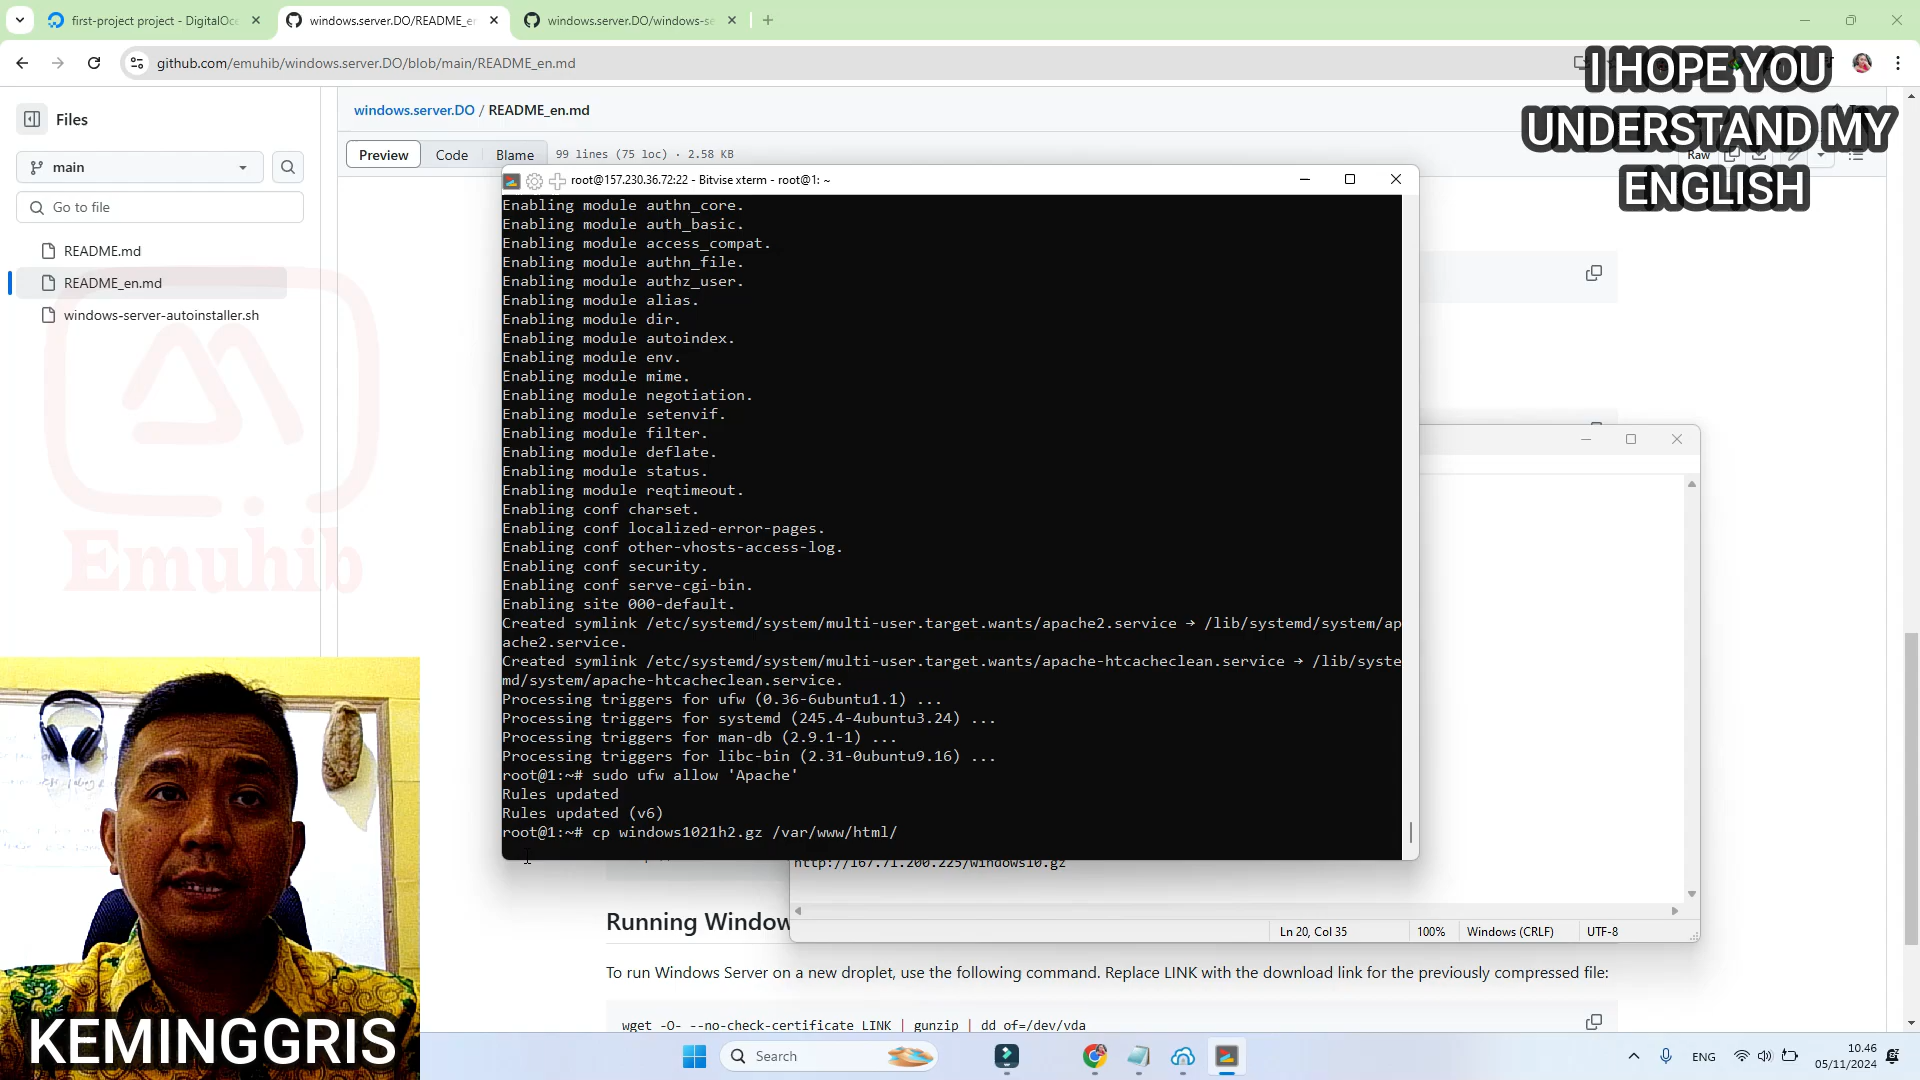 first-project project - DigitalOce
windows.server.DO/README_e
windows.server.DO/windows-se
github.com/emuhib/windows.server.DO/blob/main/README_en.md
I HOPE YOU
UNDERSTAND MY
ENGLISH
Files
main
Go to file
README.md
README_en.md
windows-server-autoinstaller.sh
Emuhib
windows.server.DO / README_en.md
Preview
Code
Blame
99 lines (75 loc) · 2.58 KB
Raw
root@157.230.36.72:22 - Bitvise xterm - root@1: ~
Enabling module authn_core.
Enabling module auth_basic.
Enabling module access_compat.
Enabling module authn_file.
Enabling module authz_user.
Enabling module alias.
Enabling module dir.
Enabling module autoindex.
Enabling module env.
Enabling module mime.
Enabling module negotiation.
Enabling module setenvif.
Enabling module filter.
Enabling module deflate.
Enabling module status.
Enabling module reqtimeout.
Enabling conf charset.
Enabling conf localized-error-pages.
Enabling conf other-vhosts-access-log.
Enabling conf security.
Enabling conf serve-cgi-bin.
Enabling site 000-default.
Created symlink /etc/systemd/system/multi-user.target.wants/apache2.service → /lib/systemd/system/ap
ache2.service.
Created symlink /etc/systemd/system/multi-user.target.wants/apache-htcacheclean.service → /lib/syste
md/system/apache-htcacheclean.service.
Processing triggers for ufw (0.36-6ubuntu1.1) ...
Processing triggers for systemd (245.4-4ubuntu3.24) ...
Processing triggers for man-db (2.9.1-1) ...
Processing triggers for libc-bin (2.31-0ubuntu9.16) ...
root@1:~# sudo ufw allow 'Apache'
Rules updated
Rules updated (v6)
root@1:~# cp windows1021h2.gz /var/www/html/
http://167.71.200.225/windows10.gz
Ln 20, Col 35
100%
Windows (CRLF)
UTF-8
Running Window
To run Windows Server on a new droplet, use the following command. Replace LINK with the download link for the previously compressed file:
wget -O- --no-check-certificate LINK | gunzip | dd of=/dev/vda
KEMINGGRIS
Search
ENG
10.46
05/11/2024